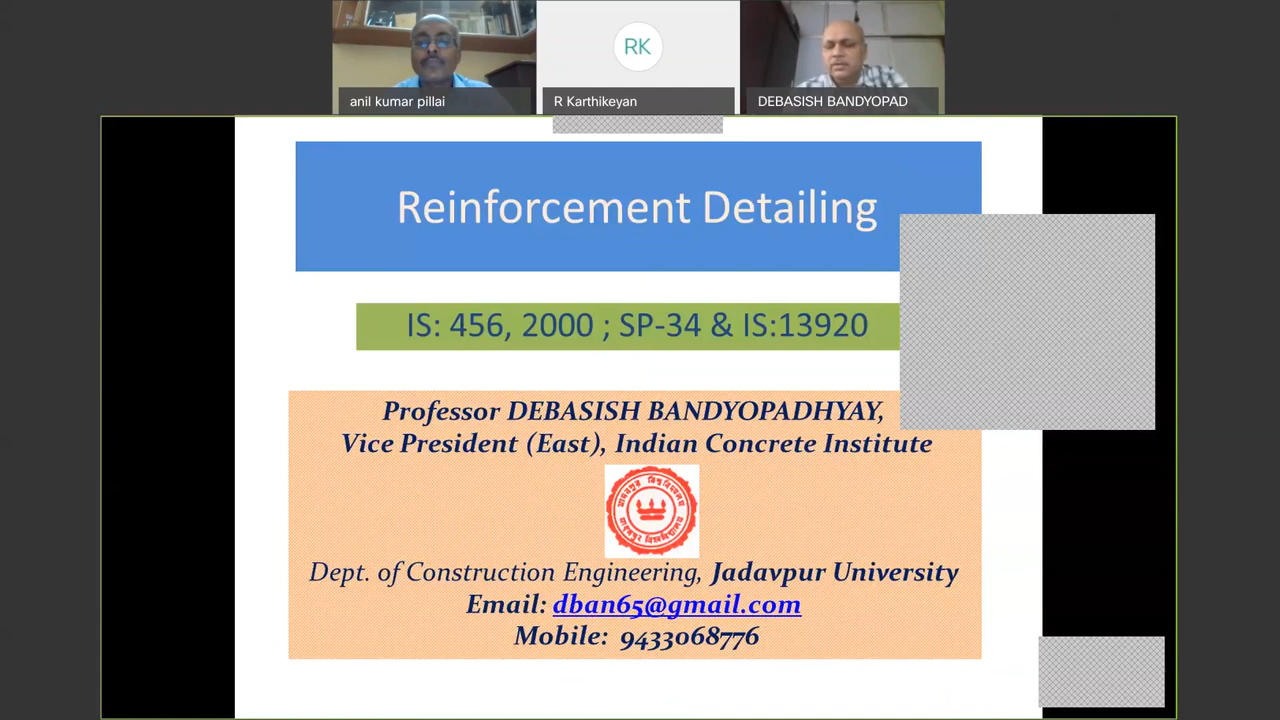 RK
anil kumar pillai
R Karthikeyan
DEBASISH BANDYOPAD
Reinforcement Detailing
IS: 456, 2000 ; SP-34 & IS:13920
Professor DEBASISH BANDYOPADHYAY,
Vice President (East), Indian Concrete Institute
Dept. of Construction Engineering, Jadavpur University
Email: dban65@gmail.com
Mobile: 9433068776